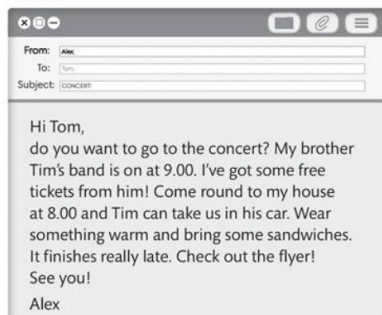 From: Alex
To: Tom
Subject: CONCERT!
Hi Tom,
do you want to go to the concert? My brother
Tim's band is on at 9.00. I've got some free
tickets from him! Come round to my house
at 8.00 and Tim can take us in his car. Wear
something warm and bring some sandwiches.
It finishes really late. Check out the flyer!
See you!
Alex